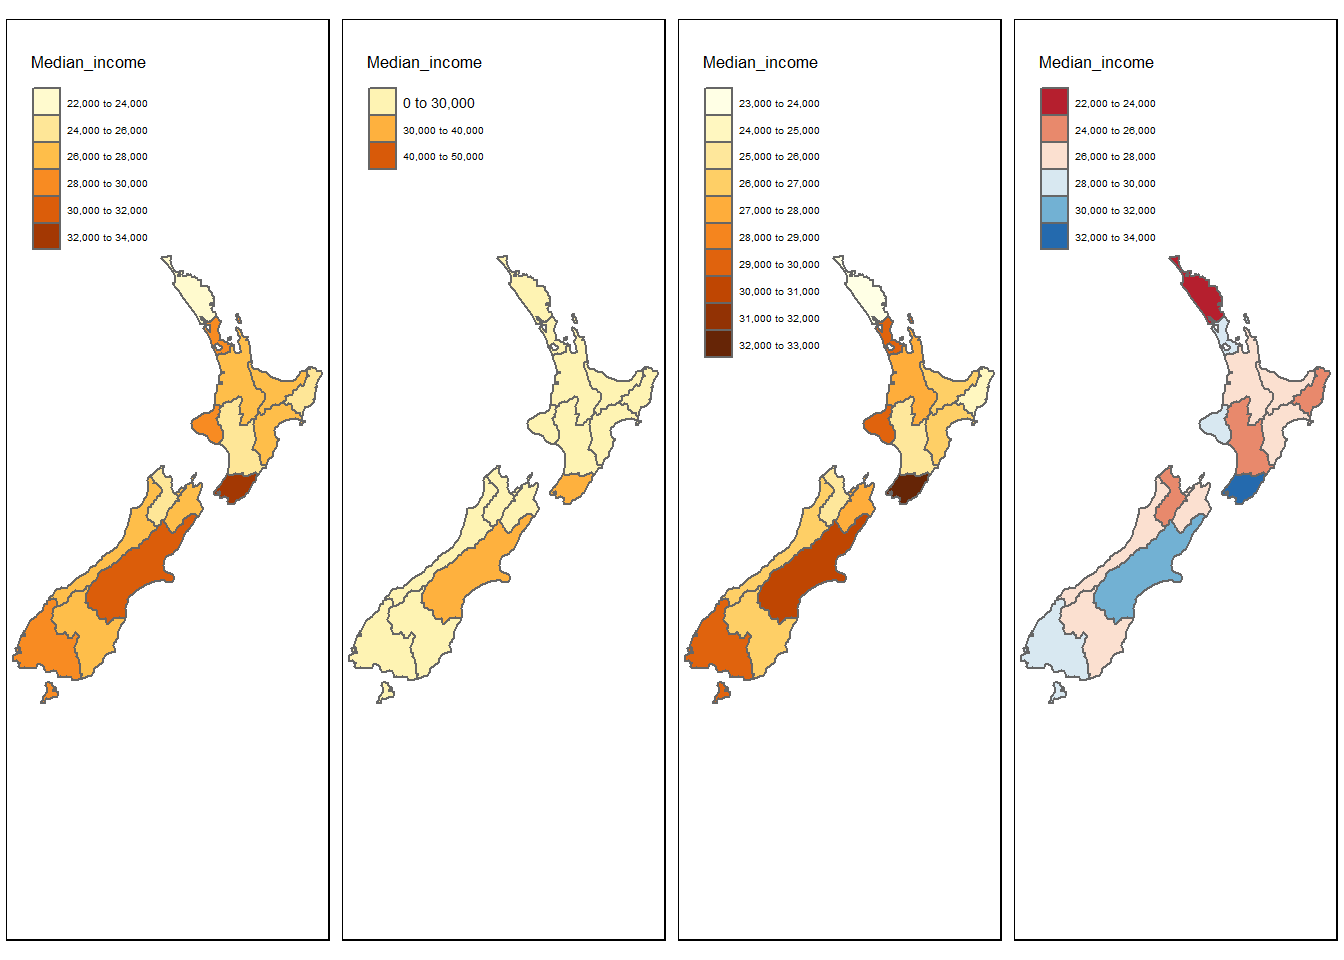 Median_income
22,000 to 24,000
24,000 to 26,000
26,000 to 28,000
28,000 to 30,000
30,000 to 32,000
32,000 to 34,000
Median_income
0 to 30,000
30,000 to 40,000
40,000 to 50,000
Median_income
23,000 to 24,000
24,000 to 25,000
25,000 to 26,000
26,000 to 27,000
27,000 to 28,000
28,000 to 29,000
29,000 to 30,000
30,000 to 31,000
31,000 to 32,000
32,000 to 33,000
Median_income
22,000 to 24,000
24,000 to 26,000
26,000 to 28,000
28,000 to 30,000
30,000 to 32,000
32,000 to 34,000